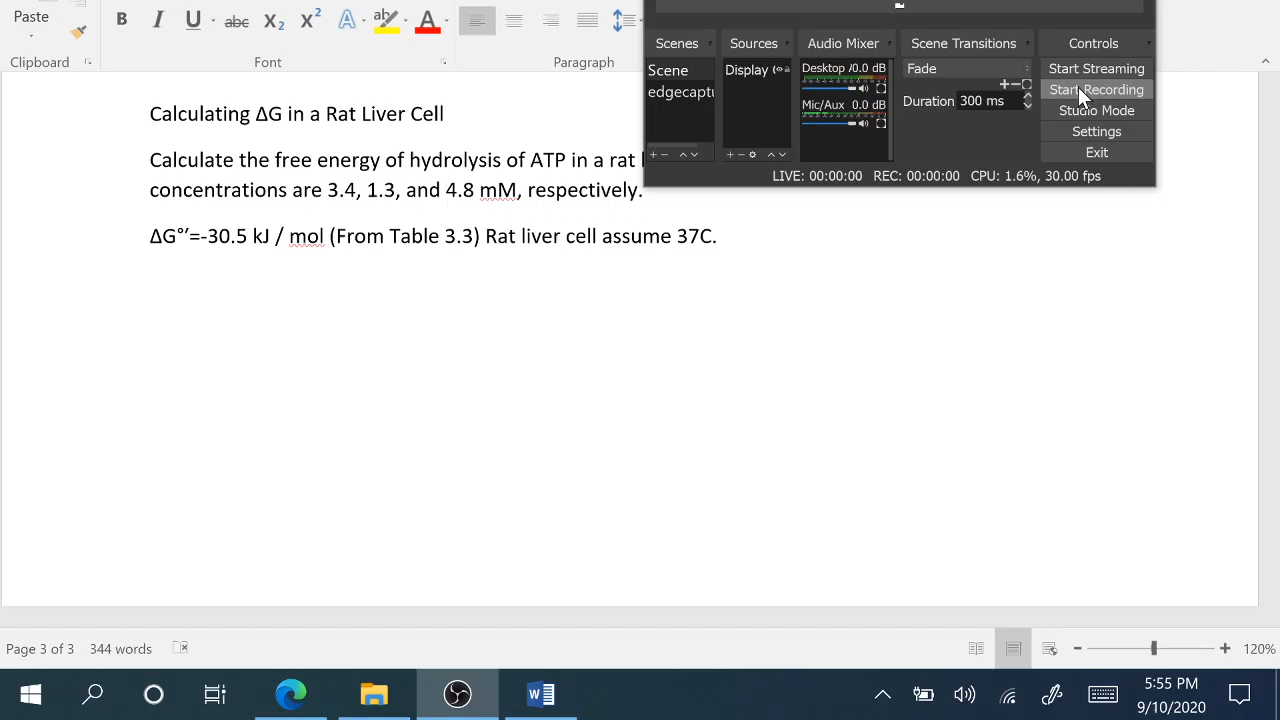 Paste
B I U abc X2 X2 A ab A
Clipboard Font Paragraph
Scenes Sources Audio Mixer Scene Transitions Controls
Scene
edgecaptu
Display
Desktop 0.0 dB
Mic/Aux 0.0 dB
Fade
Duration 300 ms
Start Streaming
Start Recording
Studio Mode
Settings
Exit
LIVE: 00:00:00 REC: 00:00:00 CPU: 1.6%, 30.00 fps
Calculating ΔG in a Rat Liver Cell
Calculate the free energy of hydrolysis of ATP in a rat l
concentrations are 3.4, 1.3, and 4.8 mM, respectively.
ΔG°′=-30.5 kJ / mol (From Table 3.3) Rat liver cell assume 37C.
Page 3 of 3 344 words 120%
5:55 PM
9/10/2020